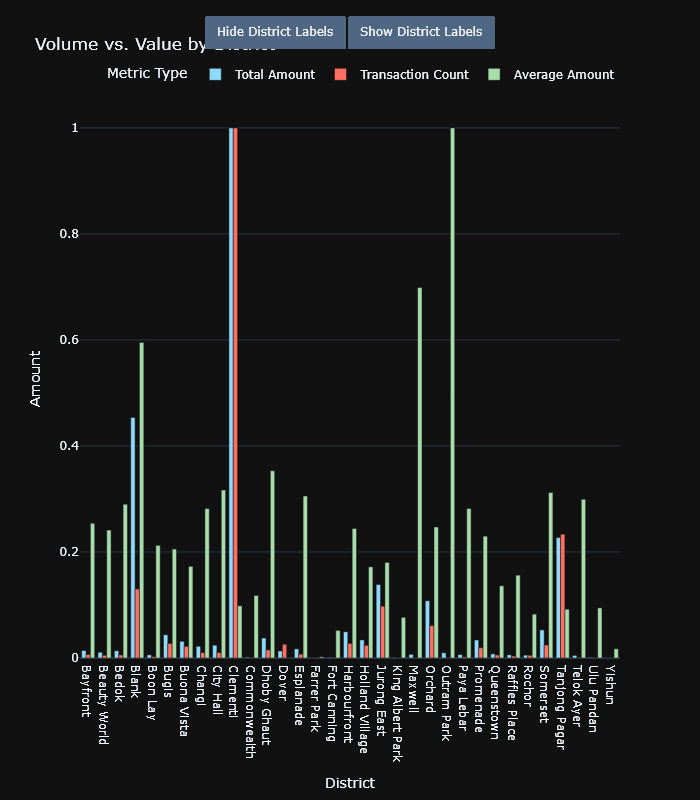 Hide District Labels
Show District Labels
Volume vs. Value by District
Metric Type
Total Amount
Transaction Count
Average Amount
1
0.8
0.6
0.4
0.2
0
Amount
Bayfront
Beauty World
Bedok
Blank
Boon Lay
Bugis
Buona Vista
Changi
City Hall
Clementi
Commonwealth
Dhoby Ghaut
Dover
Esplanade
Farrer Park
Fort Canning
Harbourfront
Holland Village
Jurong East
King Albert Park
Maxwell
Orchard
Outram Park
Paya Lebar
Promenade
Queenstown
Raffles Place
Rochor
Somerset
Tanjong Pagar
Telok Ayer
Ulu Pandan
Yishun
District